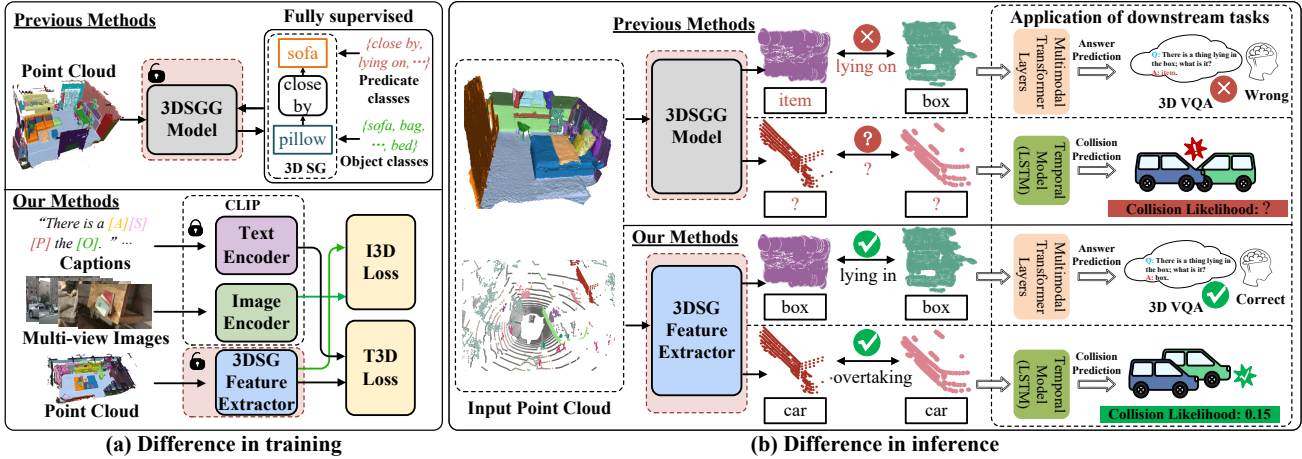 Previous Methods
Fully supervised
Point Cloud
3DSGG
Model
sofa
close
by
pillow
3D SG
{close by,
lying on, ⋯}
Predicate
classes
{sofa, bag,
⋯, bed}
Object classes
Our Methods
“There is a [A][S]
[P] the [O]. ” ⋯
Captions
Multi-view Images
Point Cloud
CLIP
Text
Encoder
Image
Encoder
3DSG
Feature
Extractor
I3D
Loss
T3D
Loss
(a) Difference in training
Input Point Cloud
Previous Methods
3DSGG
Model
lying on
item
box
?
?
?
?
Application of downstream tasks
Multimodal
Transformer
Layers
Answer
Prediction
Q: There is a thing lying in
the box; what is it?
A: item.
3D VQA
Wrong
Temporal
Model
(LSTM)
Collision
Prediction
!
Collision Likelihood: ?
Our Methods
3DSG
Feature
Extractor
lying in
box
box
overtaking
car
car
Multimodal
Transformer
Layers
Answer
Prediction
Q: There is a thing lying in
the box; what is it?
A: box.
3D VQA
Correct
Temporal
Model
(LSTM)
Collision
Prediction
Collision Likelihood: 0.15
(b) Difference in inference